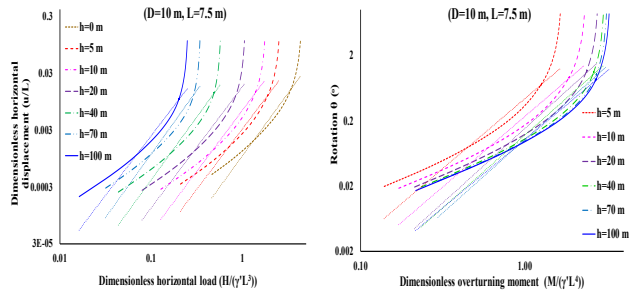 (D=10 m, L=7.5 m)
Dimensionless horizontal
displacement (u/L)
0.3
0.03
0.003
0.0003
3E-05
0.01
0.1
1
10
h=0 m
h=5 m
h=10 m
h=20 m
h=40 m
h=70 m
h=100 m
Dimensionless horizontal load (H/(γ'L³)
(D=10 m, L=7.5 m)
Rotation θ (°)
2
0.2
0.02
0.002
0.10
1.00
h=5 m
h=10 m
h=20 m
h=40 m
h=70 m
h=100 m
Dimensionless overturning moment (M/(γ'L⁴)